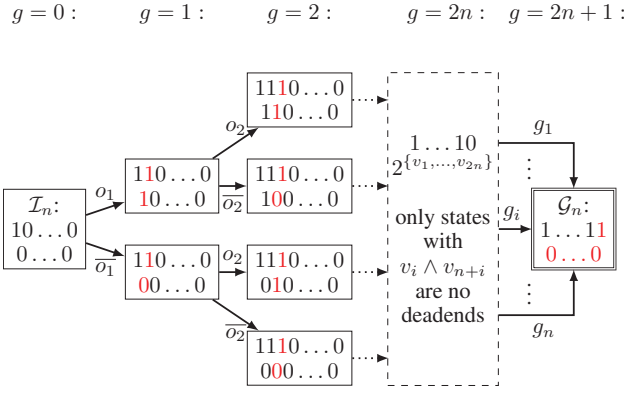 g = 0 : g = 1 : g = 2 : g = 2n : g = 2n + 1 :
𝓘ₙ:
10 . . . 0
0 . . . 0
o₁
o̅₁
110 . . . 0
10 . . . 0
110 . . . 0
00 . . . 0
o₂
o̅₂
o₂
o̅₂
1110 . . . 0
110 . . . 0
1110 . . . 0
100 . . . 0
1110 . . . 0
010 . . . 0
1110 . . . 0
000 . . . 0
1 . . . 10
2^{v₁,...,v₂ₙ}
only states
with
vᵢ ∧ vₙ₊ᵢ
are no
deadends
g₁
⋮
gᵢ
⋮
gₙ
𝓖ₙ:
1 . . . 11
0 . . . 0